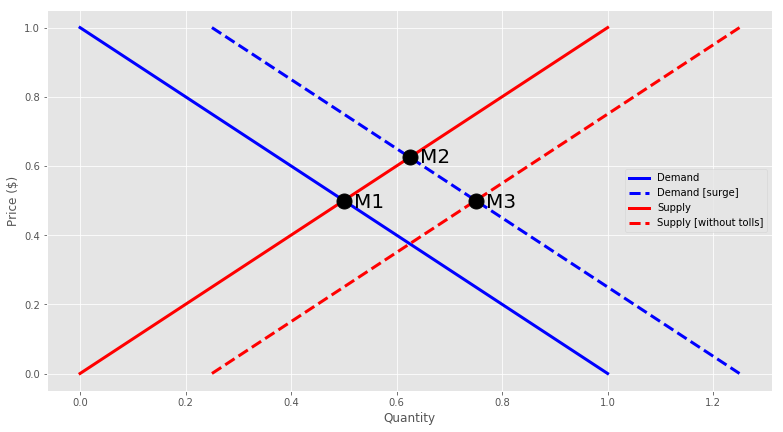 1.0
0.8
0.6
0.4
0.2
0.0
Price ($)
M2
M1
M3
Demand
Demand [surge]
Supply
Supply [without tolls]
0.0 0.2 0.4 0.6 0.8 1.0 1.2
Quantity